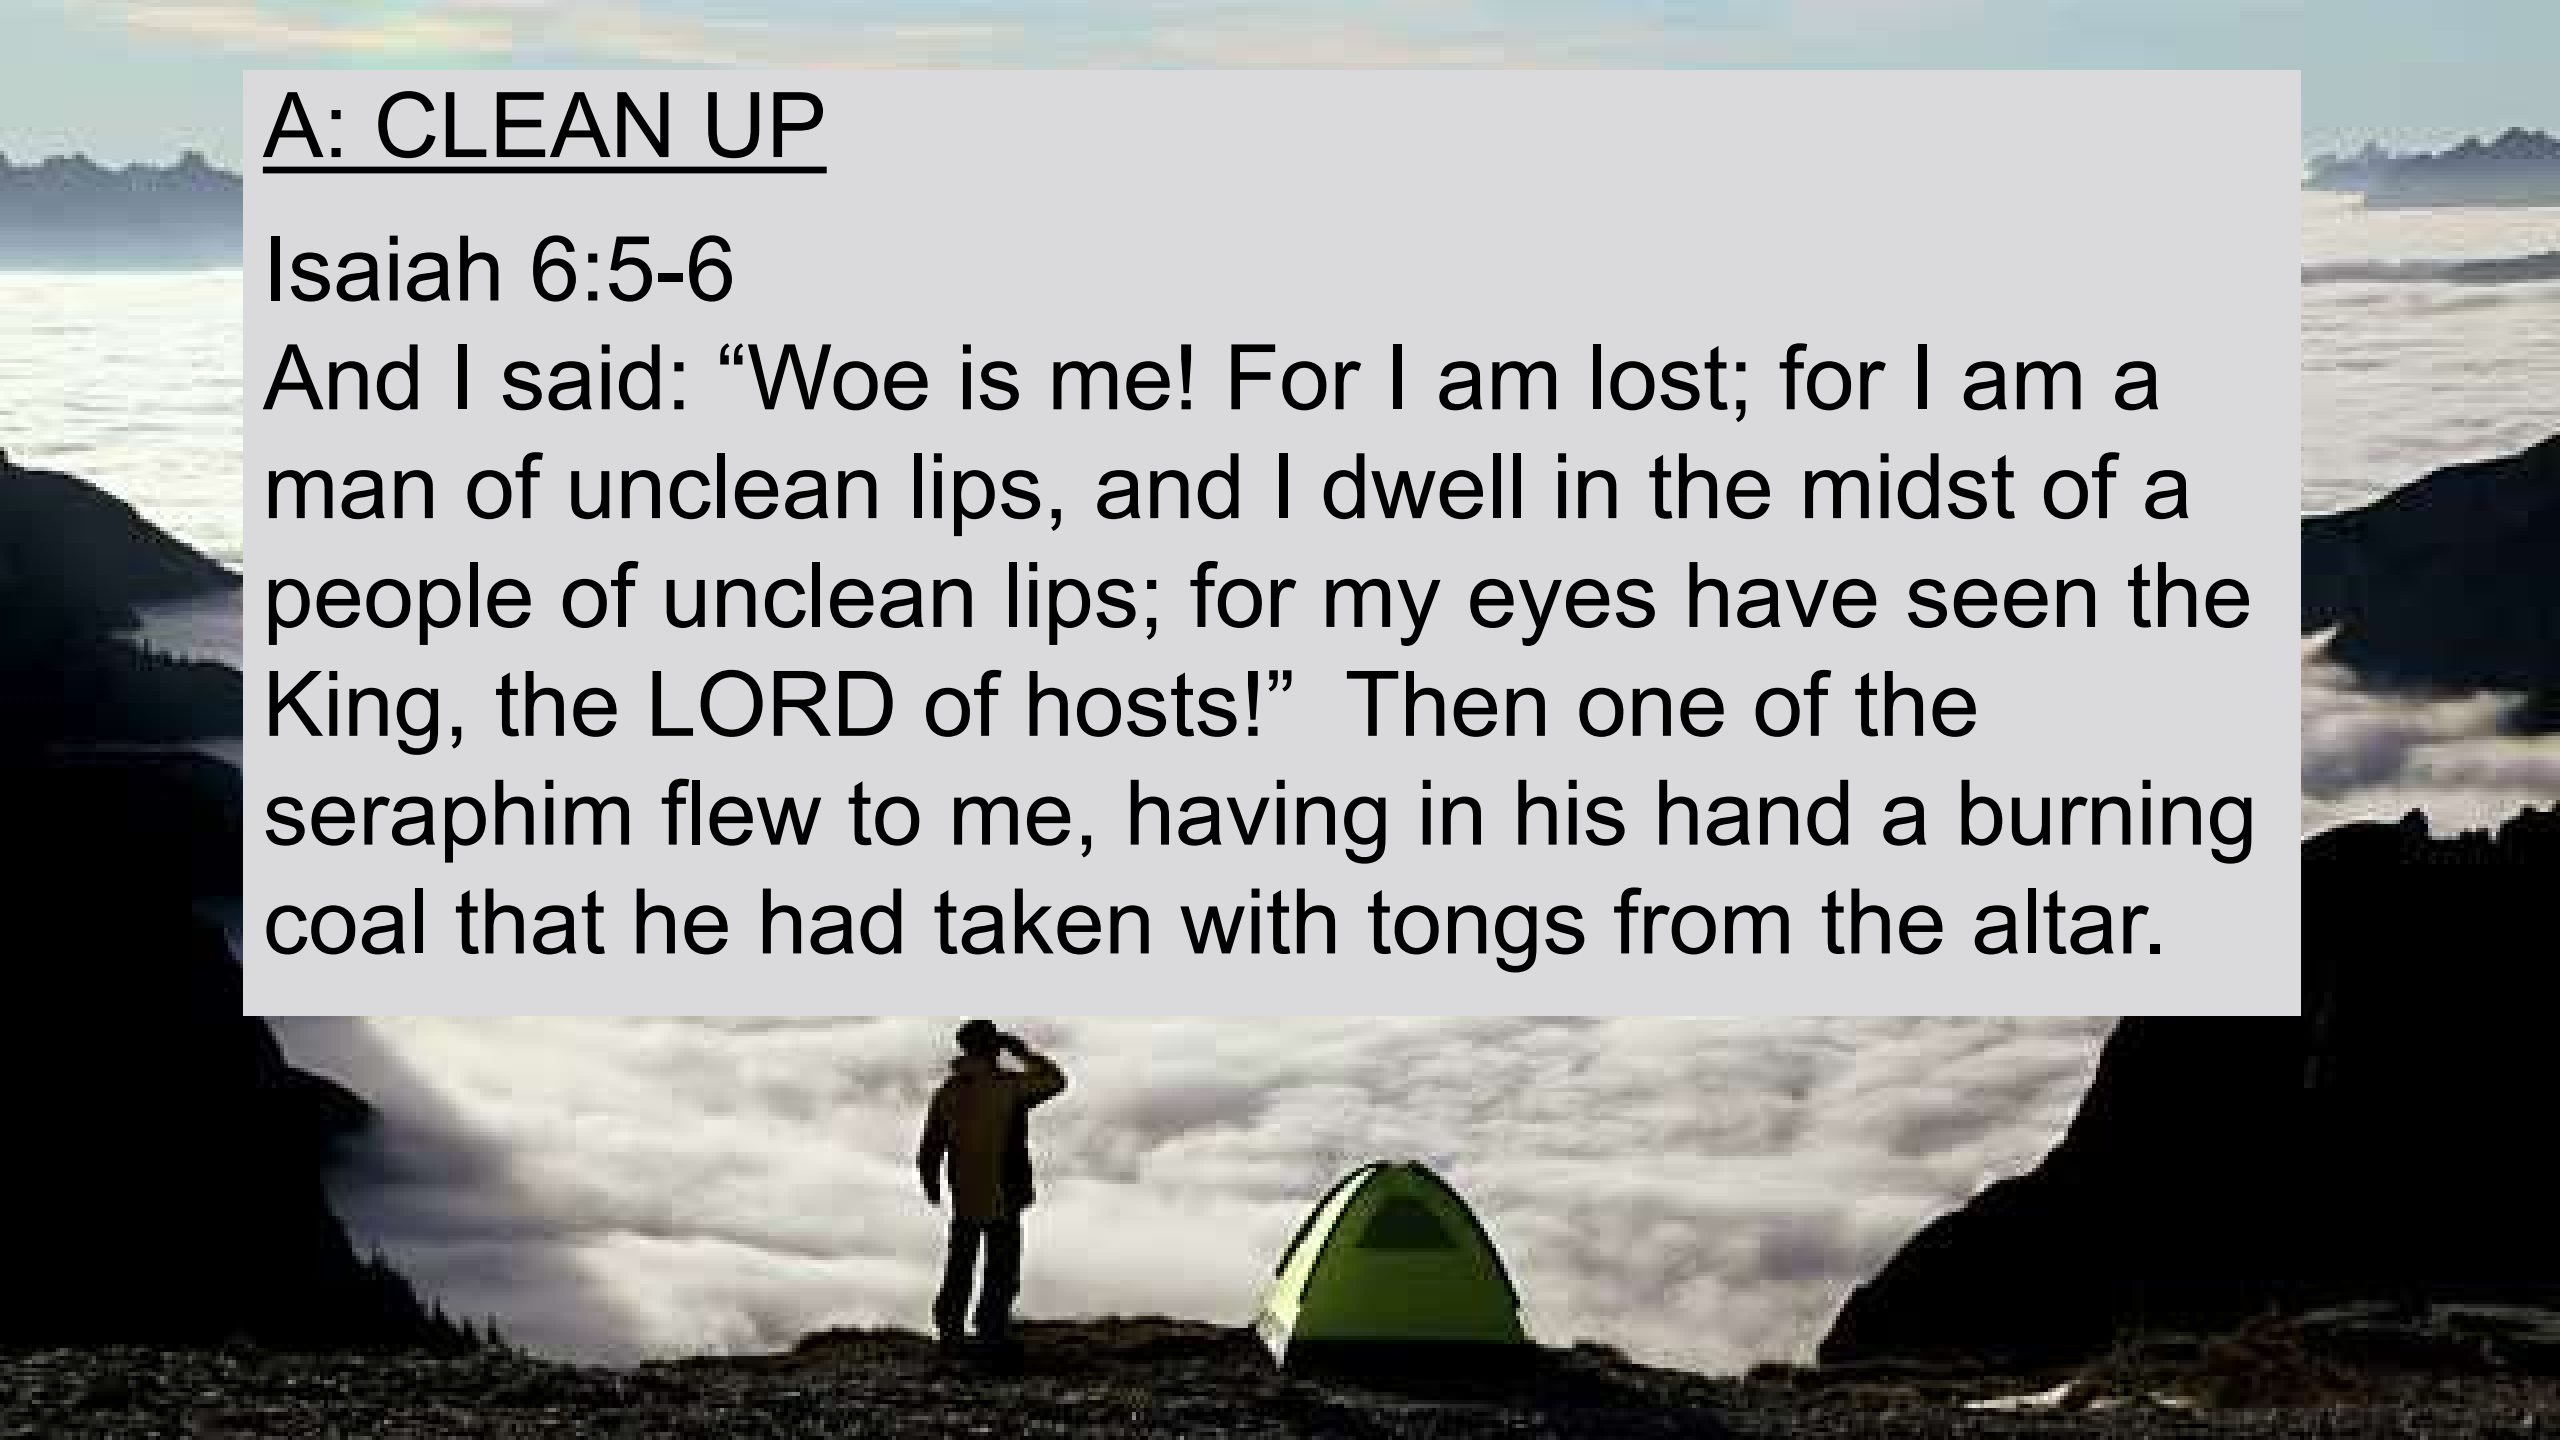 A: CLEAN UP
Isaiah 6:5-6
And I said: “Woe is me! For I am lost; for I am a
man of unclean lips, and I dwell in the midst of a
people of unclean lips; for my eyes have seen the
King, the LORD of hosts!”  Then one of the
seraphim flew to me, having in his hand a burning
coal that he had taken with tongs from the altar.